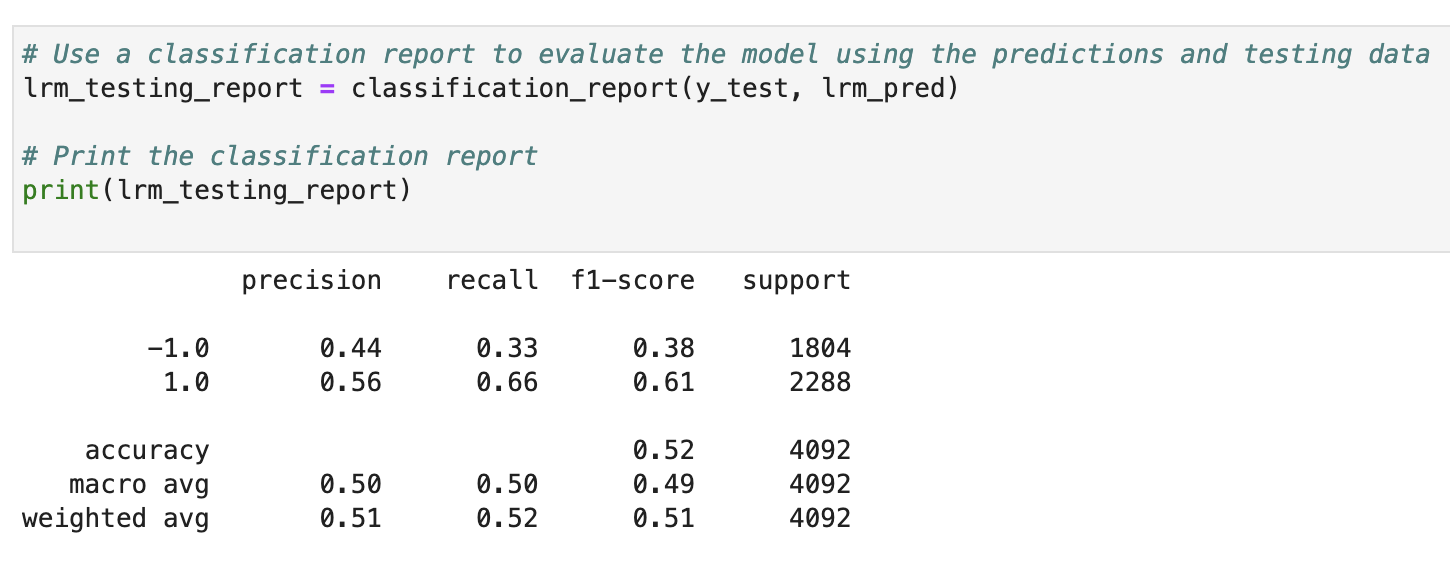 # Use a classification report to evaluate the model using the predictions and testing data
lrm_testing_report = classification_report(y_test, lrm_pred)
# Print the classification report
print(lrm_testing_report)
precision recall f1-score support
-1.0 0.44 0.33 0.38 1804
1.0 0.56 0.66 0.61 2288
accuracy 0.52 4092
macro avg 0.50 0.50 0.49 4092
weighted avg 0.51 0.52 0.51 4092